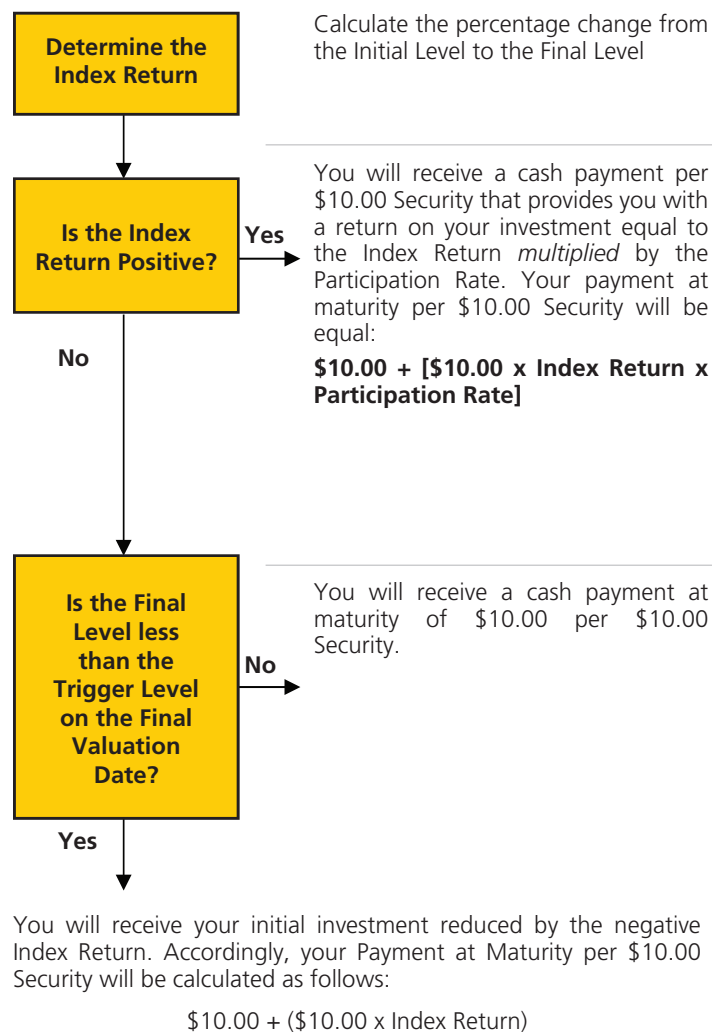 Determine the
Index Return
Calculate the percentage change from
the Initial Level to the Final Level
Is the Index
Return Positive?
Yes
You will receive a cash payment per
$10.00 Security that provides you with
a return on your investment equal to
the Index Return multiplied by the
Participation Rate. Your payment at
maturity per $10.00 Security will be
equal:
$10.00 + [$10.00 x Index Return x
Participation Rate]
No
Is the Final
Level less
than the
Trigger Level
on the Final
Valuation
Date?
No
You will receive a cash payment at
maturity of $10.00 per $10.00
Security.
Yes
You will receive your initial investment reduced by the negative
Index Return. Accordingly, your Payment at Maturity per $10.00
Security will be calculated as follows:
$10.00 + ($10.00 x Index Return)